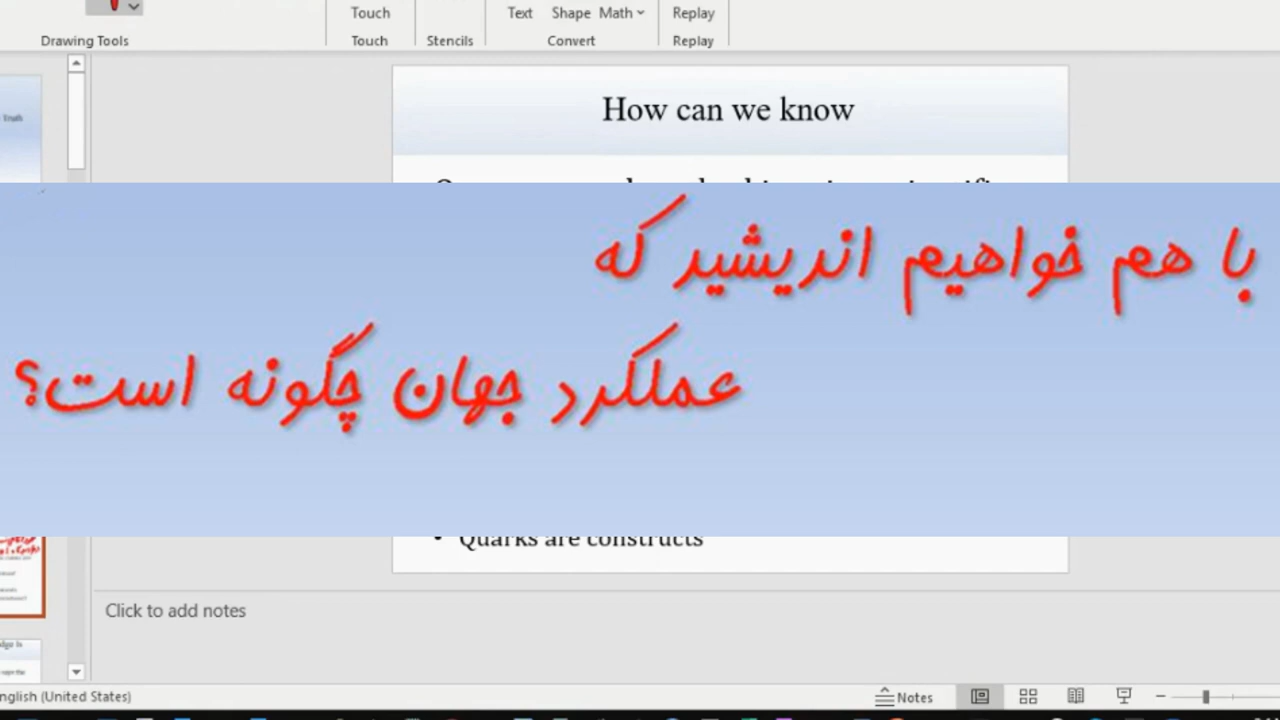 Touch
Text Shape Math
Replay
Drawing Tools
Touch
Stencils
Convert
Replay
How can we know
با هم خواهیم اندیشید که
عملکرد جهان چگونه است؟
Quarks are constructs
Click to add notes
nglish (United States)
Notes